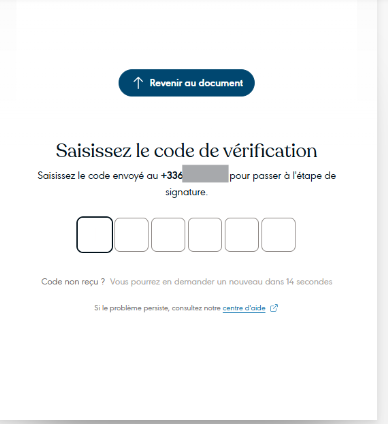 Revenir au document
Saisissez le code de vérification
Saisissez le code envoyé au +336 pour passer à l'étape de
signature.
Code non reçu ? Vous pourrez en demander un nouveau dans 14 secondes
Si le problème persiste, consultez notre centre d'aide